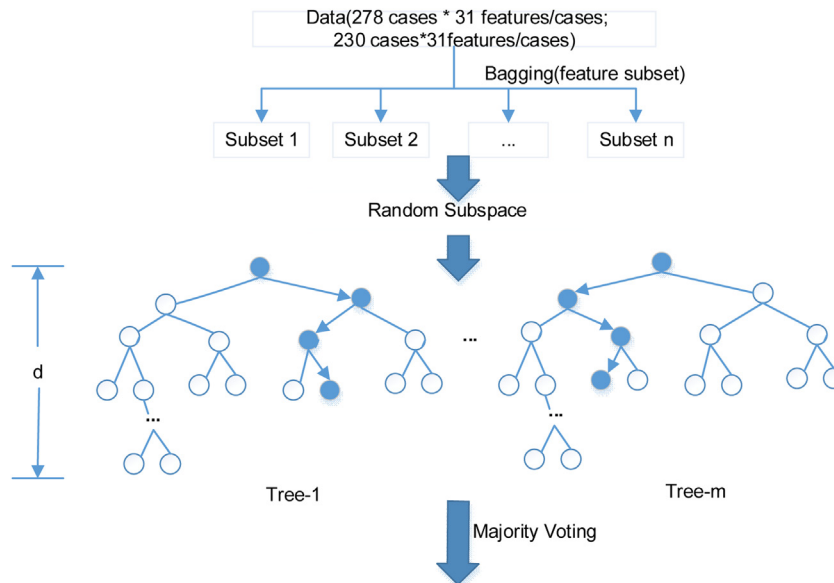 Data(278 cases * 31 features/cases;
230 cases*31features/cases)
Bagging(feature subset)
Subset 1
Subset 2
...
Subset n
Random Subspace
...
d
...
...
Tree-1
Tree-m
Majority Voting